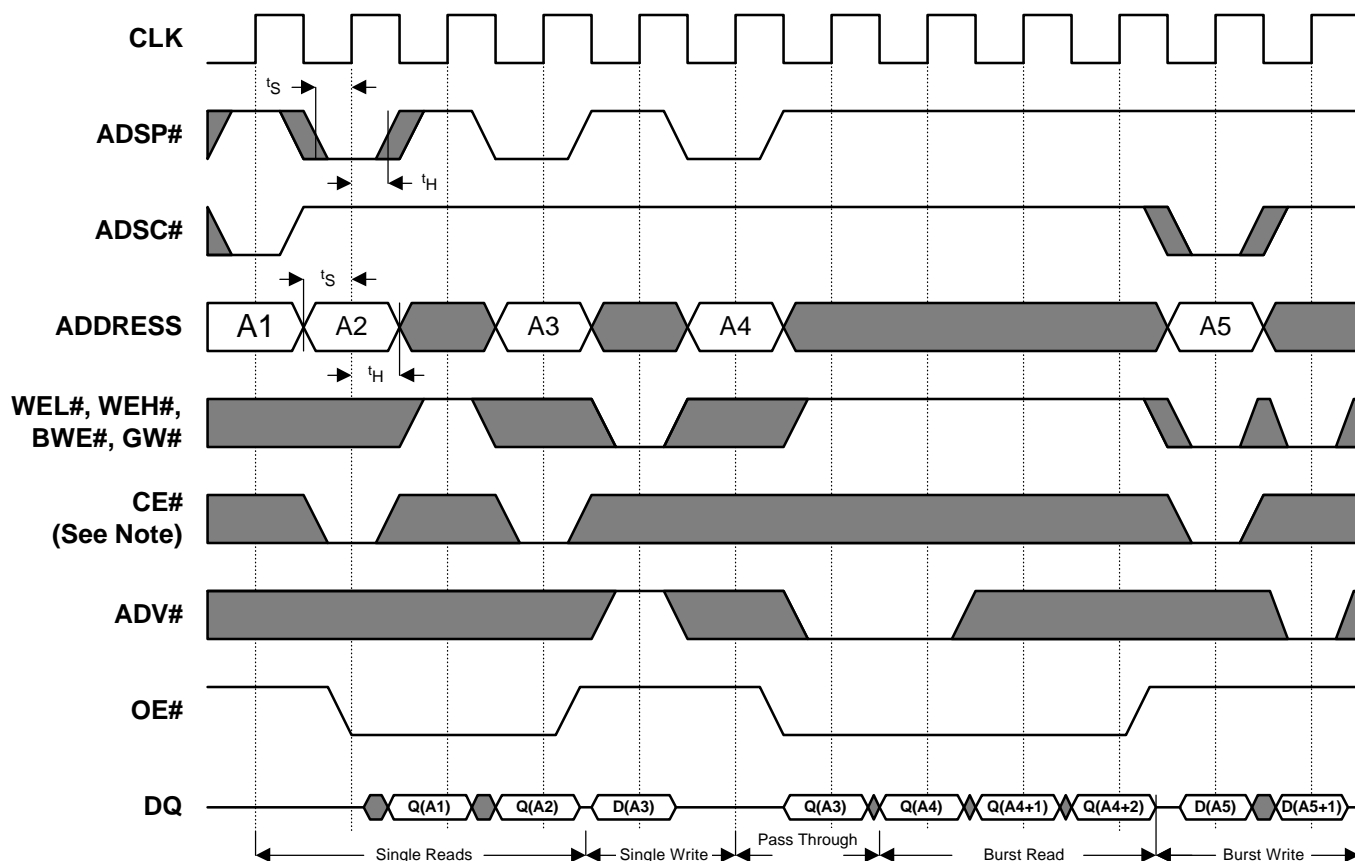 CLK
tS
ADSP#
tH
ADSC#
tS
ADDRESS
A1
A2
A3
A4
A5
tH
WEL#, WEH#,
BWE#, GW#
CE#
(See Note)
ADV#
OE#
DQ
Q(A1)
Q(A2)
D(A3)
Q(A3)
Q(A4)
Q(A4+1)
Q(A4+2)
D(A5)
D(A5+1)
Single Reads
Single Write
Pass Through
Burst Read
Burst Write